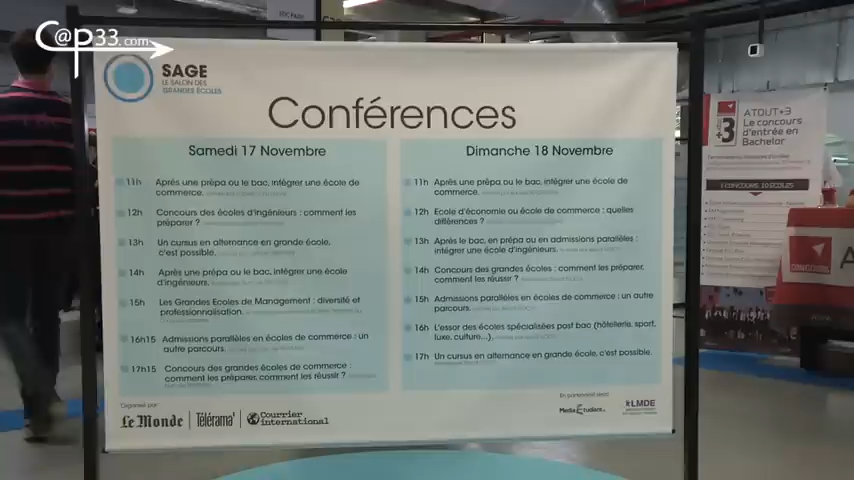 C@p33.com
SAGE
LE SALON DES
GRANDES ÉCOLES
Conférences
Samedi 17 Novembre
11h Après une prépa ou le bac, intégrer une école de
commerce.
12h Concours des écoles d'ingénieurs : comment les
préparer ?
13h Un cursus en alternance en grande école,
c'est possible.
14h Après une prépa ou le bac, intégrer une école
d'ingénieurs.
15h Les Grandes Ecoles de Management : diversité et
professionnalisation.
16h15 Admissions parallèles en écoles de commerce : un
autre parcours.
17h15 Concours des grandes écoles de commerce :
comment les préparer, comment les réussir ?
Dimanche 18 Novembre
11h Après une prépa ou le bac, intégrer une école de
commerce.
12h Ecole d'économie ou école de commerce : quelles
différences ?
13h Après le bac, en prépa ou en admissions parallèles :
intégrer une école d'ingénieurs.
14h Concours des grandes écoles : comment les préparer,
comment les réussir ?
15h Admissions parallèles en écoles de commerce : un autre
parcours.
16h L'essor des écoles spécialisées post bac (hôtellerie, sport,
luxe, culture...).
17h Un cursus en alternance en grande école, c'est possible.
Organisé par
Le Monde Télérama' Courrier
international
En partenariat avec
MediaEtudiant
LMDE
+3
ATOUT+3
Le concours
d'entrée en
Bachelor
1 CONCOURS, 10 ECOLES
CONCOURS
A